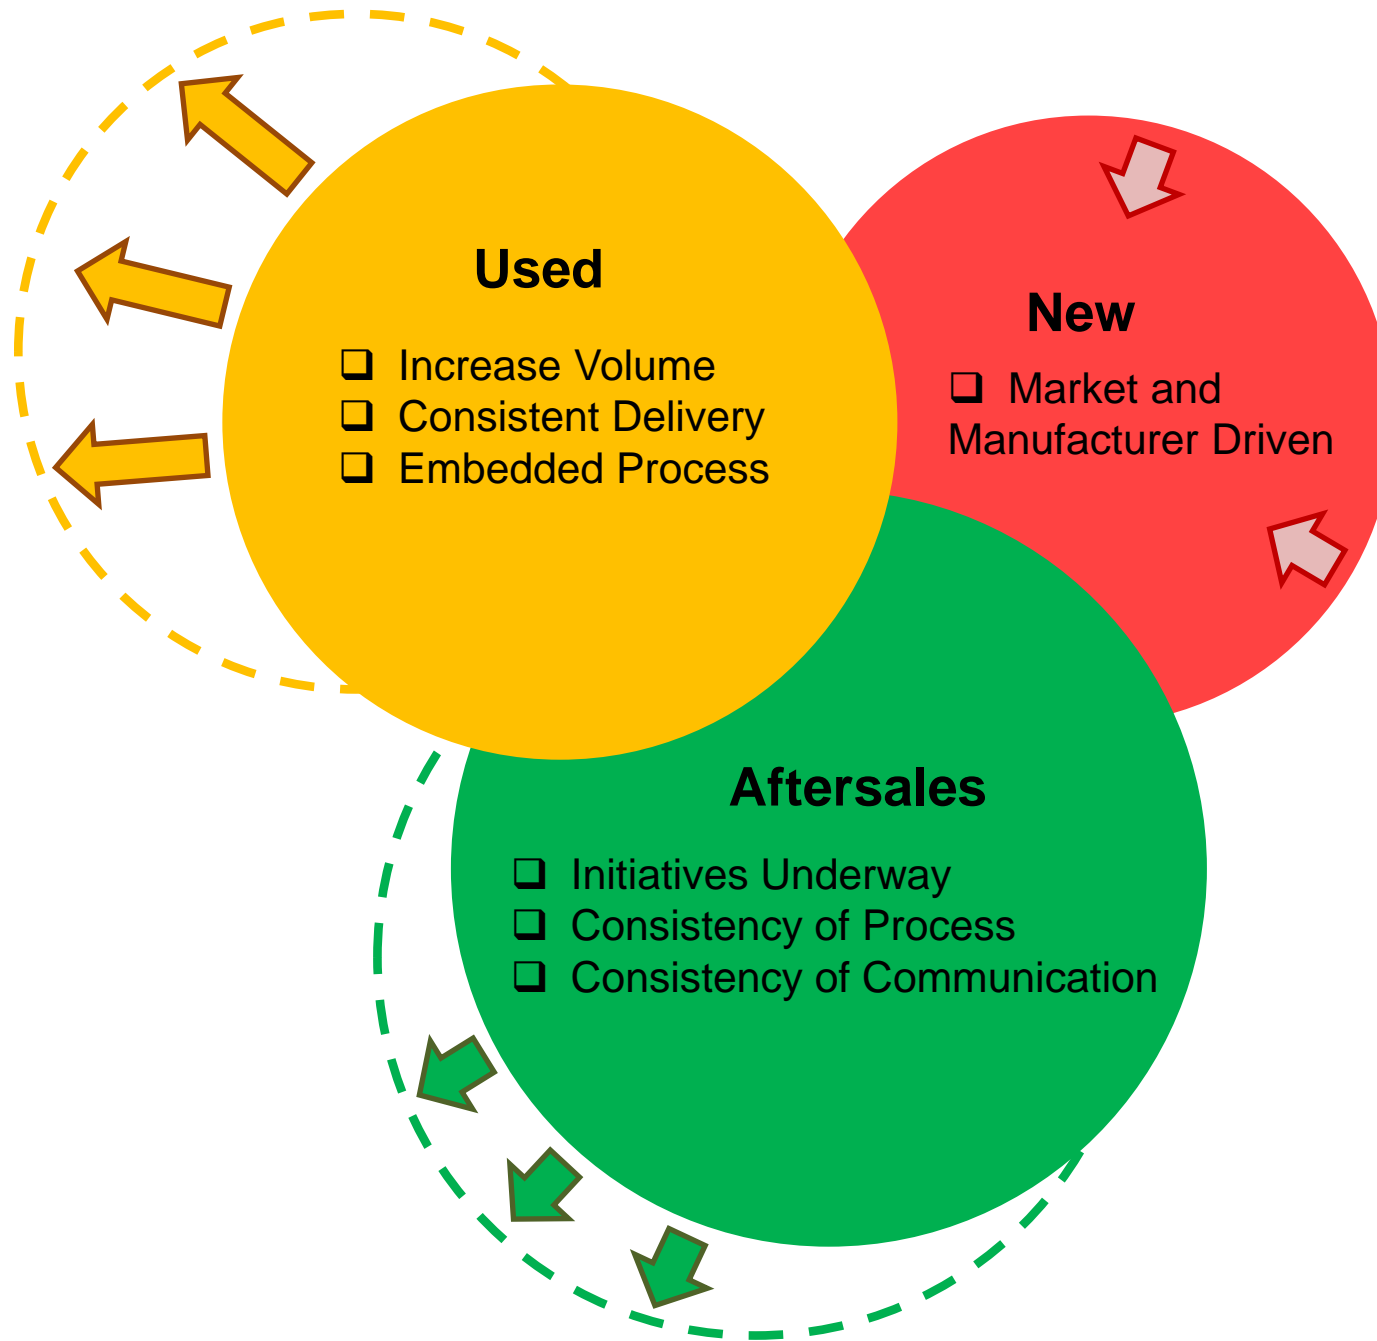 Used
❑ Increase Volume
❑ Consistent Delivery
❑ Embedded Process
New
❑ Market and
Manufacturer Driven
Aftersales
❑ Initiatives Underway
❑ Consistency of Process
❑ Consistency of Communication